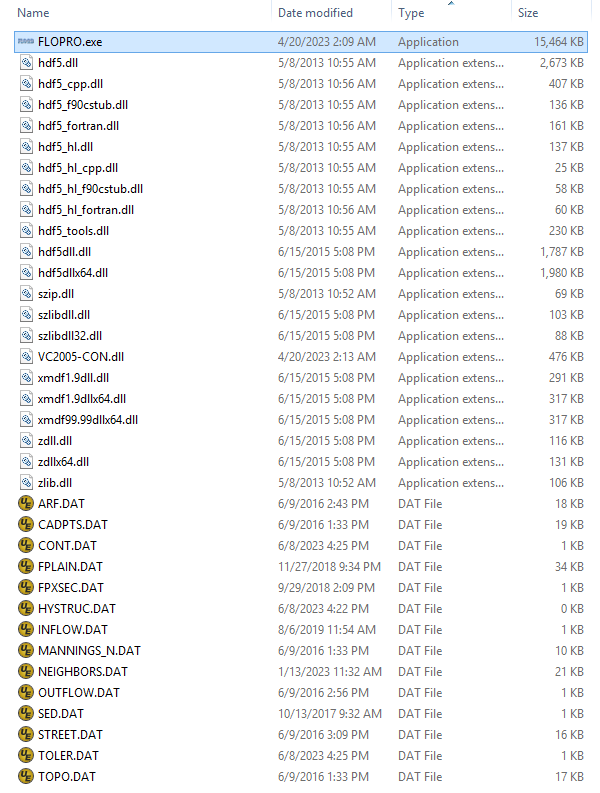 Name Date modified Type Size
FLOPRO.exe 4/20/2023 2:09 AM Application 15,464 KB
hdf5.dll 5/8/2013 10:55 AM Application extens... 2,673 KB
hdf5_cpp.dll 5/8/2013 10:56 AM Application extens... 407 KB
hdf5_f90cstub.dll 5/8/2013 10:55 AM Application extens... 136 KB
hdf5_fortran.dll 5/8/2013 10:56 AM Application extens... 161 KB
hdf5_hl.dll 5/8/2013 10:55 AM Application extens... 137 KB
hdf5_hl_cpp.dll 5/8/2013 10:56 AM Application extens... 25 KB
hdf5_hl_f90cstub.dll 5/8/2013 10:55 AM Application extens... 58 KB
hdf5_hl_fortran.dll 5/8/2013 10:56 AM Application extens... 60 KB
hdf5_tools.dll 5/8/2013 10:55 AM Application extens... 230 KB
hdf5dll.dll 6/15/2015 5:08 PM Application extens... 1,787 KB
hdf5dllx64.dll 6/15/2015 5:08 PM Application extens... 1,980 KB
szip.dll 5/8/2013 10:52 AM Application extens... 69 KB
szlibdll.dll 6/15/2015 5:08 PM Application extens... 103 KB
szlibdll32.dll 6/15/2015 5:08 PM Application extens... 88 KB
VC2005-CON.dll 4/20/2023 2:13 AM Application extens... 476 KB
xmdf1.9dll.dll 6/15/2015 5:08 PM Application extens... 291 KB
xmdf1.9dllx64.dll 6/15/2015 5:08 PM Application extens... 317 KB
xmdf99.99dllx64.dll 6/15/2015 5:08 PM Application extens... 317 KB
zdll.dll 6/15/2015 5:08 PM Application extens... 116 KB
zdllx64.dll 6/15/2015 5:08 PM Application extens... 131 KB
zlib.dll 5/8/2013 10:52 AM Application extens... 106 KB
ARF.DAT 6/9/2016 2:43 PM DAT File 18 KB
CADPTS.DAT 6/9/2016 1:33 PM DAT File 19 KB
CONT.DAT 6/8/2023 4:25 PM DAT File 1 KB
FPLAIN.DAT 11/27/2018 9:34 PM DAT File 34 KB
FPXSEC.DAT 9/29/2018 2:09 PM DAT File 1 KB
HYSTRUC.DAT 6/8/2023 4:22 PM DAT File 0 KB
INFLOW.DAT 8/6/2019 11:54 AM DAT File 1 KB
MANNINGS_N.DAT 6/9/2016 1:33 PM DAT File 10 KB
NEIGHBORS.DAT 1/13/2023 11:32 AM DAT File 21 KB
OUTFLOW.DAT 6/9/2016 2:56 PM DAT File 1 KB
SED.DAT 10/13/2017 9:32 AM DAT File 1 KB
STREET.DAT 6/9/2016 3:09 PM DAT File 16 KB
TOLER.DAT 6/8/2023 4:25 PM DAT File 1 KB
TOPO.DAT 6/9/2016 1:33 PM DAT File 17 KB